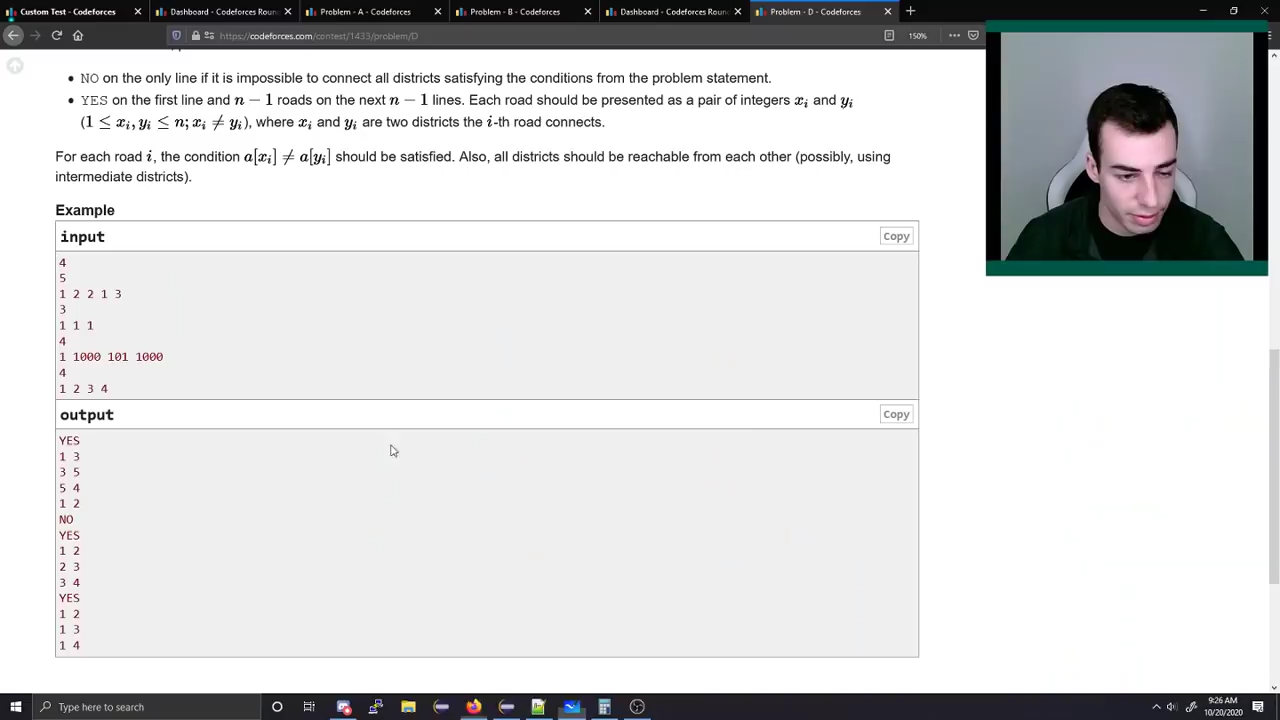 Custom Test - Codeforces
Dashboard - Codeforces Roun
Problem - A - Codeforces
Problem - B - Codeforces
Dashboard - Codeforces Roun
Problem - D - Codeforces
https://codeforces.com/contest/1433/problem/D
150%
NO on the only line if it is impossible to connect all districts satisfying the conditions from the problem statement.
YES on the first line and n − 1 roads on the next n − 1 lines. Each road should be presented as a pair of integers xi and yi
(1 ≤ xi, yi ≤ n; xi ≠ yi), where xi and yi are two districts the i-th road connects.
For each road i, the condition a[xi] ≠ a[yi] should be satisfied. Also, all districts should be reachable from each other (possibly, using
intermediate districts).
Example
input
Copy
4
5
1 2 2 1 3
3
1 1 1
4
1 1000 101 1000
4
1 2 3 4
output
Copy
YES
1 3
3 5
5 4
1 2
NO
YES
1 2
2 3
3 4
YES
1 2
1 3
1 4
Type here to search
9:26 AM
10/20/2020